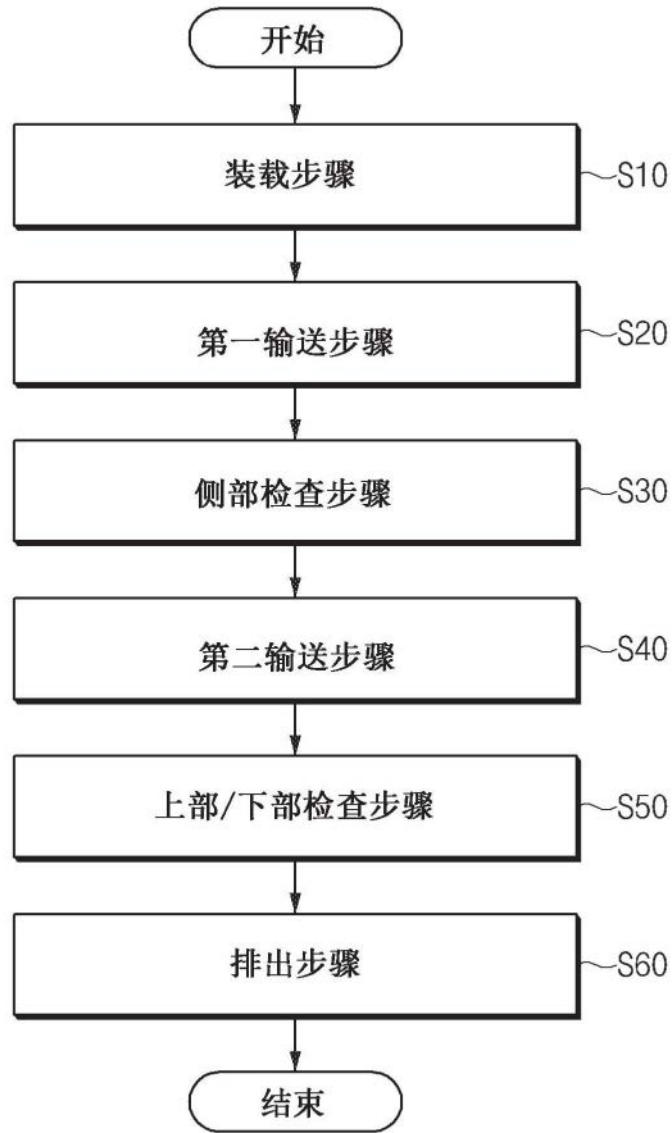 开始
装载步骤
S10
第一输送步骤
S20
侧部检查步骤
S30
第二输送步骤
S40
上部/下部检查步骤
S50
排出步骤
S60
结束